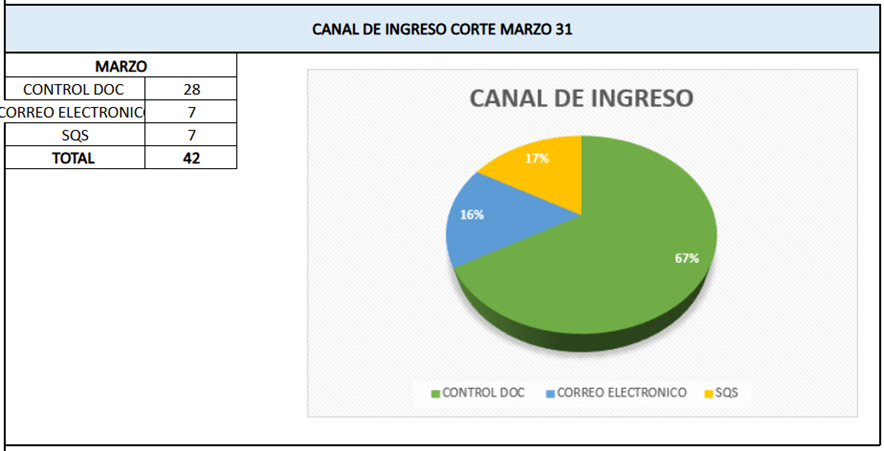 CANAL DE INGRESO CORTE MARZO 31
MARZO
CONTROL DOC 28
CORREO ELECTRONIC 7
SQS 7
TOTAL 42
CANAL DE INGRESO
17%
16%
67%
CONTROL DOC CORREO ELECTRONICO SQS